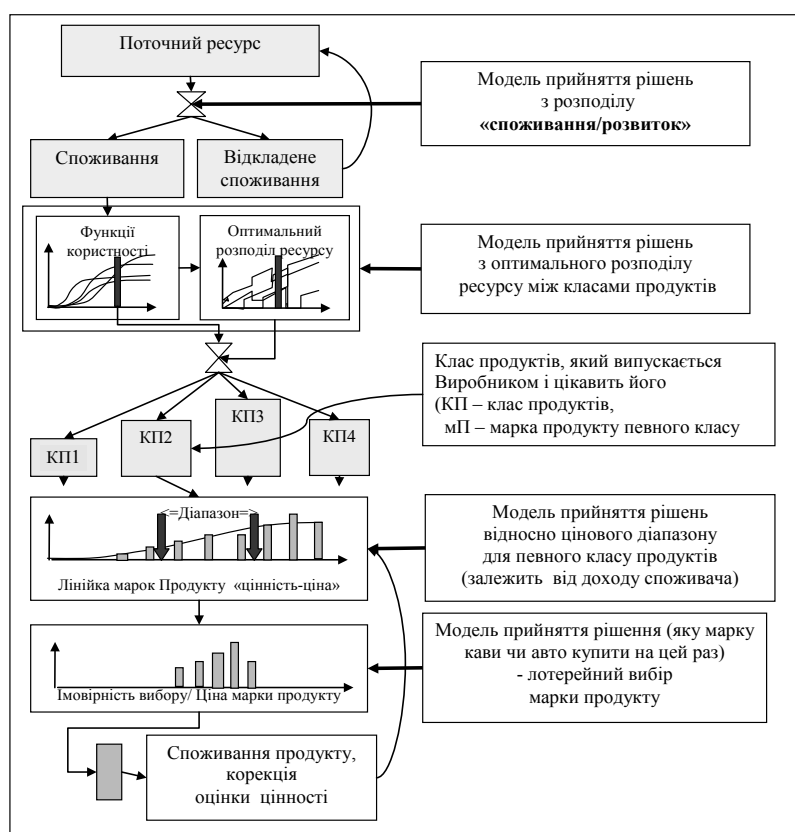 Поточний ресурс
Модель прийняття рішень
з розподілу
«споживання/розвиток»
Споживання
Відкладене
споживання
Функції
користності
Оптимальний
розподіл ресурсу
Модель прийняття рішень
з оптимального розподілу
ресурсу між класами продуктів
Клас продуктів, який випускається
Виробником і цікавить його
(КП – клас продуктів,
мП – марка продукту певного класу
КП1
КП2
КП3
КП4
<=Діапазон=>
Лінійка марок Продукту «цінність-ціна»
Модель прийняття рішень
відносно цінового діапазону
для певного класу продуктів
(залежить від доходу споживача)
Імовірність вибору/ Ціна марки продукту
Модель прийняття рішення (яку марку
кави чи авто купити на цей раз)
- лотерейний вибір
марки продукту
Споживання продукту,
корекція
оцінки цінності